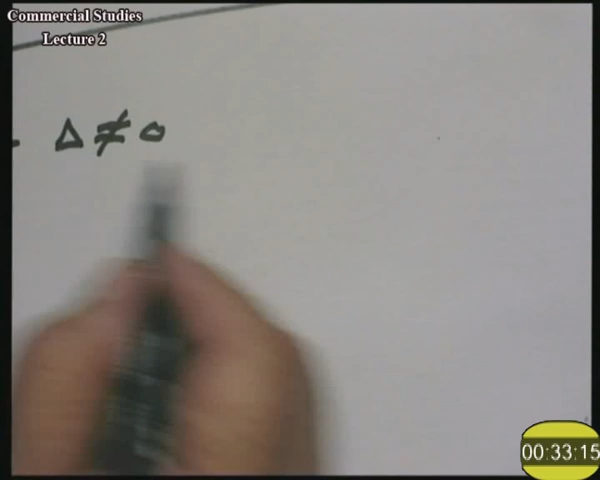 Commercial Studies
Lecture 2
- Δ ≠ 0
00:33:15